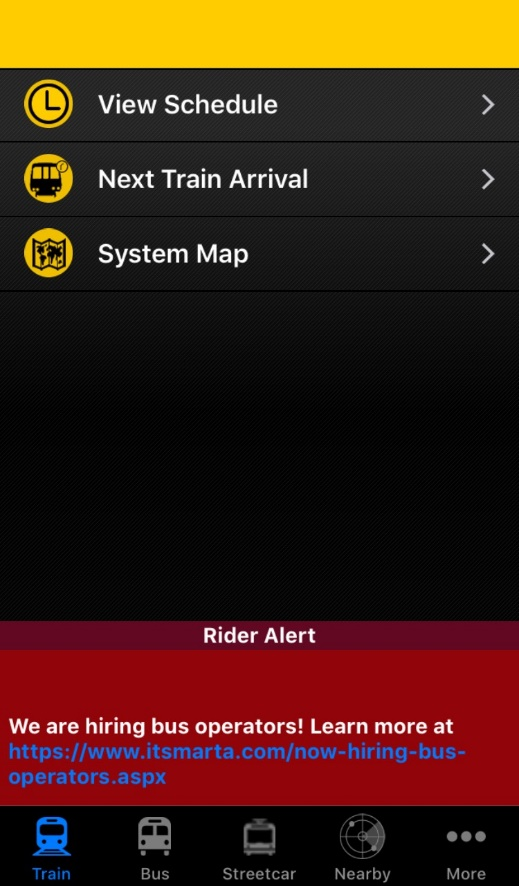 View Schedule
Next Train Arrival
System Map
Rider Alert
We are hiring bus operators! Learn more at
https://www.itsmarta.com/now-hiring-bus-
operators.aspx
Train Bus Streetcar Nearby More